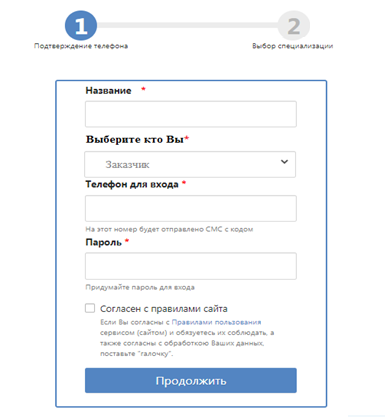 1 2
Подтверждение телефона Выбор специализации
Название *
Выберите кто Вы*
Заказчик
Телефон для входа *
На этот номер будет отправлено СМС с кодом
Пароль *
Придумайте пароль для входа
Согласен с правилами сайта
Если Вы согласны с Правилами пользования
сервисом (сайтом) и обязуетесь их соблюдать, а
также согласны с обработкою Ваших данных,
поставьте "галочку".
Продолжить